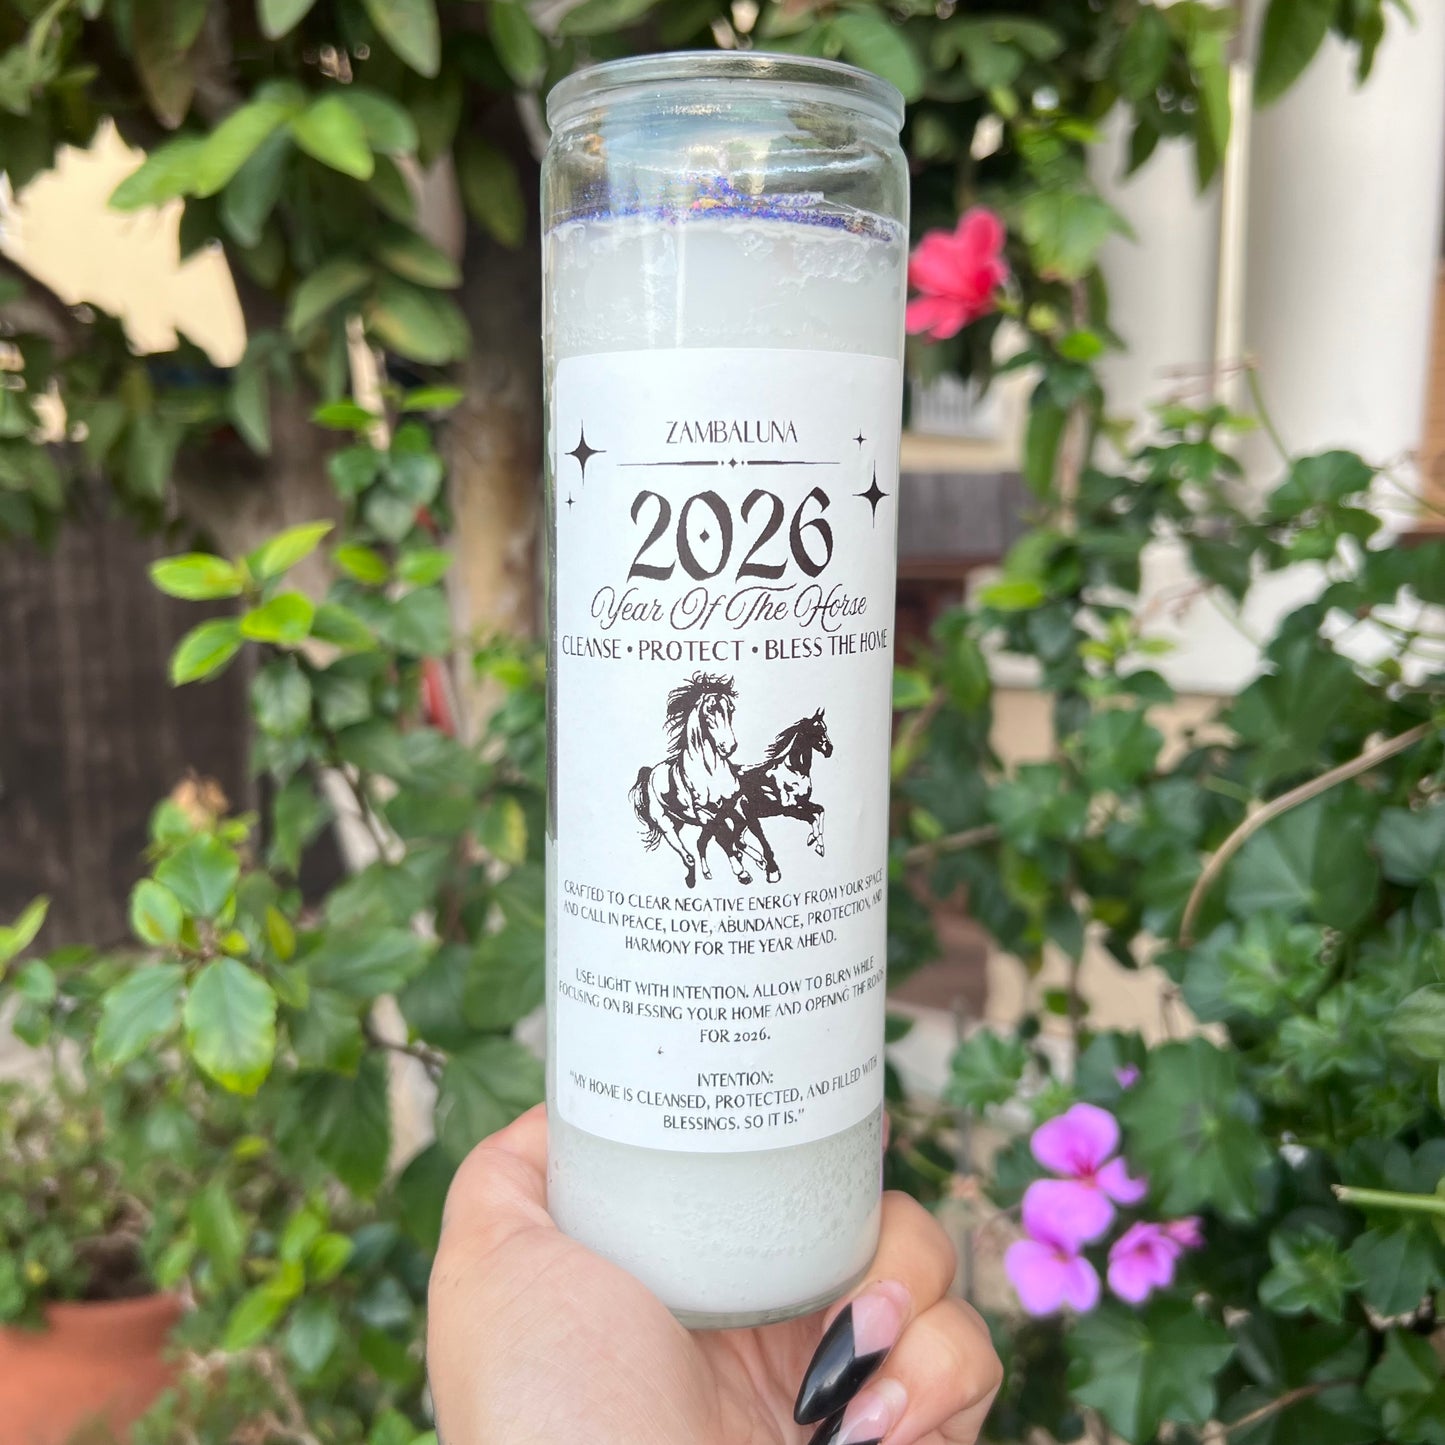 ZAMBALUNA
2026
Year Of The Horse
CLEANSE • PROTECT • BLESS THE HOME
CRAFTED TO CLEAR NEGATIVE ENERGY FROM YOUR SPACE
AND CALL IN PEACE, LOVE, ABUNDANCE, PROTECTION, AND
HARMONY FOR THE YEAR AHEAD.
USE: LIGHT WITH INTENTION. ALLOW TO BURN WHILE
FOCUSING ON BLESSING YOUR HOME AND OPENING THE ROADS
FOR 2026.
INTENTION:
"MY HOME IS CLEANSED, PROTECTED, AND FILLED WITH
BLESSINGS. SO IT IS."